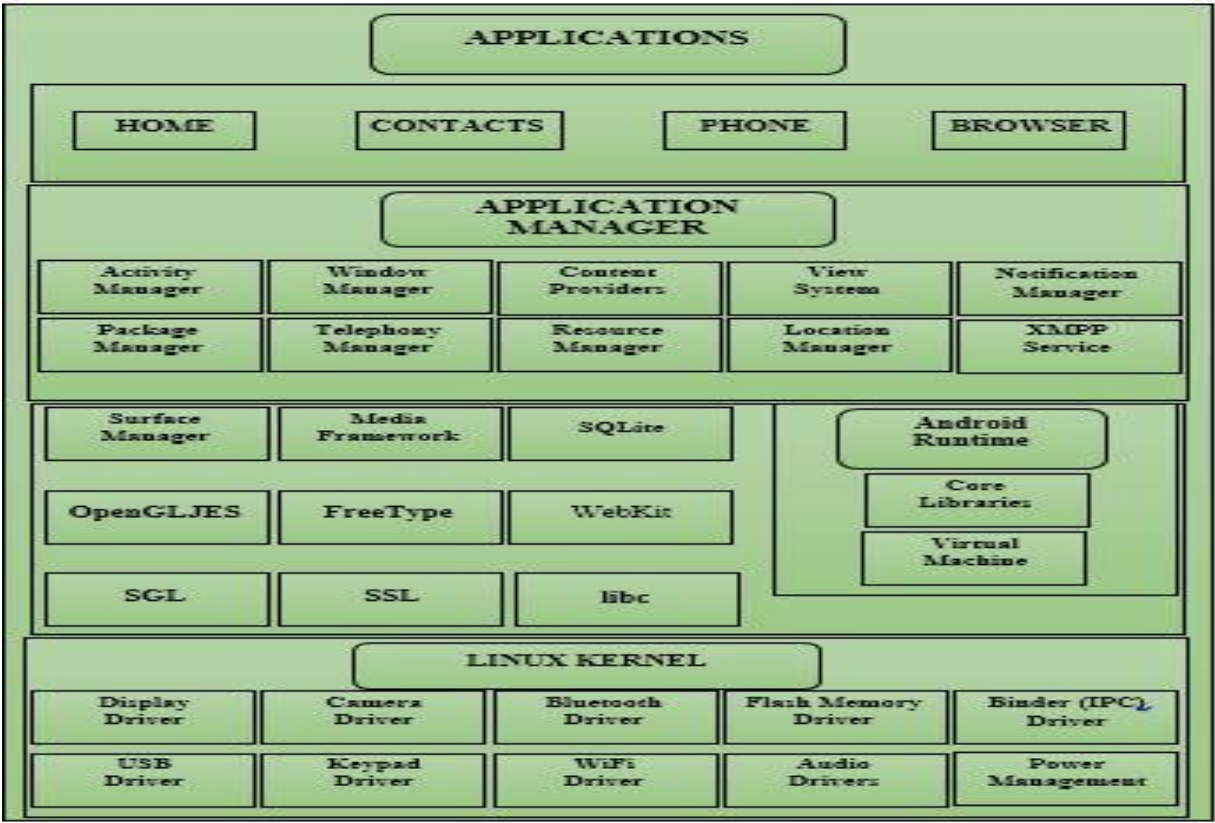 APPLICATIONS
HOME
CONTACTS
PHONE
BROWSER
APPLICATION
MANAGER
Activity
Manager
Window
Manager
Content
Providers
View
System
Notification
Manager
Package
Manager
Telephony
Manager
Resource
Manager
Location
Manager
XMPP
Service
Surface
Manager
Media
Framework
SQLite
Android
Runtime
Core
Libraries
Virtual
Machine
OpenGLJES
FreeType
WebKit
SGL
SSL
libc
LINUX KERNEL
Display
Driver
Camera
Driver
Bluetooth
Driver
Flash Memory
Driver
Binder (IPC)
Driver
USB
Driver
Keypad
Driver
WiFi
Driver
Audio
Drivers
Power
Management